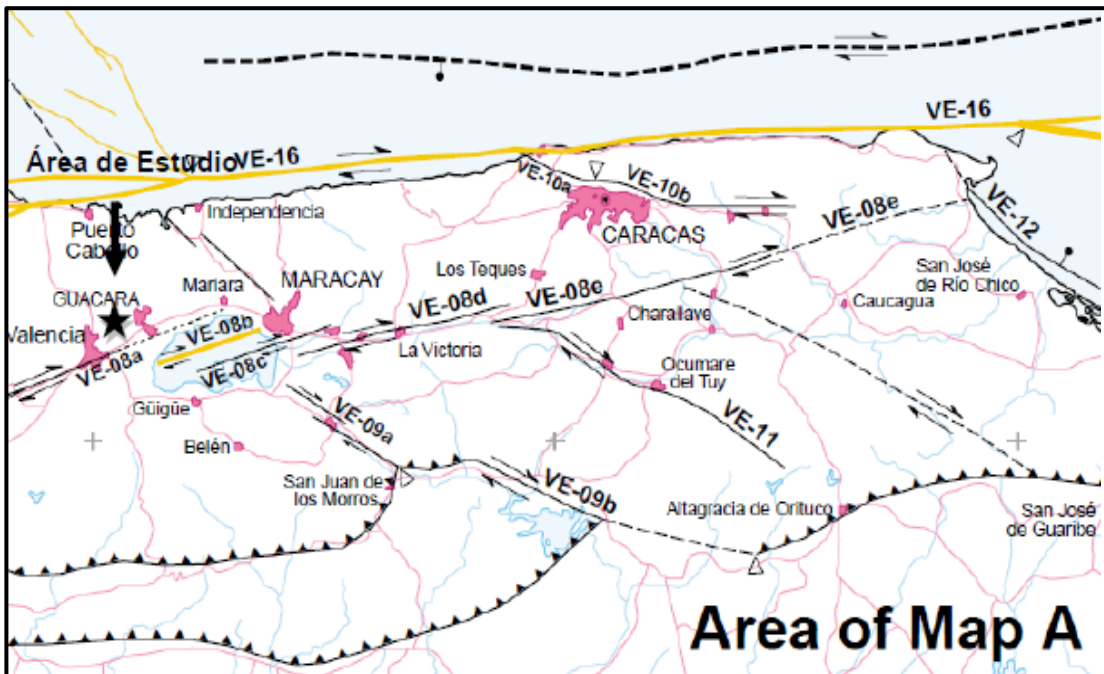 VE-16
Área de Estudio
VE-16
VE-10a
VE-10b
VE-08e
VE-12
Independencia
Puerto
Cabello
CARACAS
MARACAY
Los Teques
San José
de Río Chico
Mariara
GUACARA
VE-08d
VE-08e
Caucagua
Charallave
Valencia
VE-08b
VE-08a
VE-08c
La Victoria
Ocumare
del Tuy
Güigüe
VE-09a
VE-11
Belén
San Juan de
los Morros
VE-09b
Altagracia de Orituco
San José
de Guaribe
Area of Map A